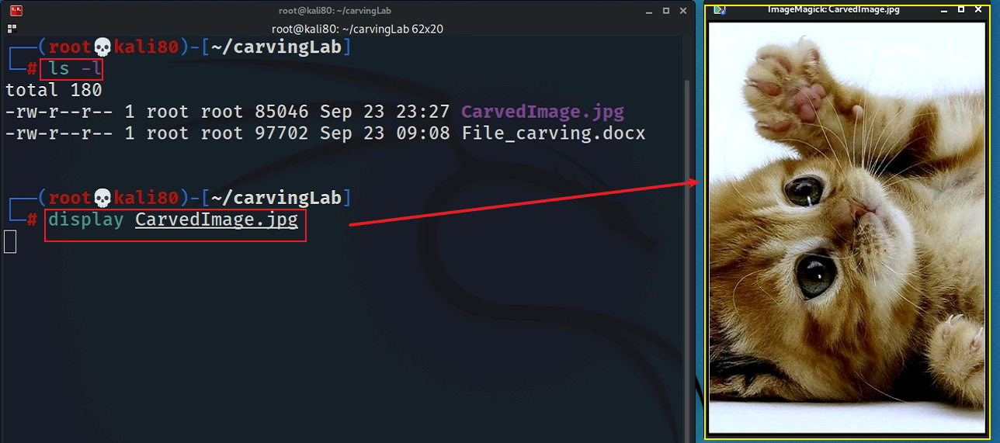 root@kali80: ~/carvingLab
root@kali80: ~/carvingLab 62x20
(root💀kali80)-[~/carvingLab]
# ls -l
total 180
-rw-r--r-- 1 root root 85046 Sep 23 23:27 CarvedImage.jpg
-rw-r--r-- 1 root root 97702 Sep 23 09:08 File_carving.docx
(root💀kali80)-[~/carvingLab]
# display CarvedImage.jpg
ImageMagick: CarvedImage.jpg